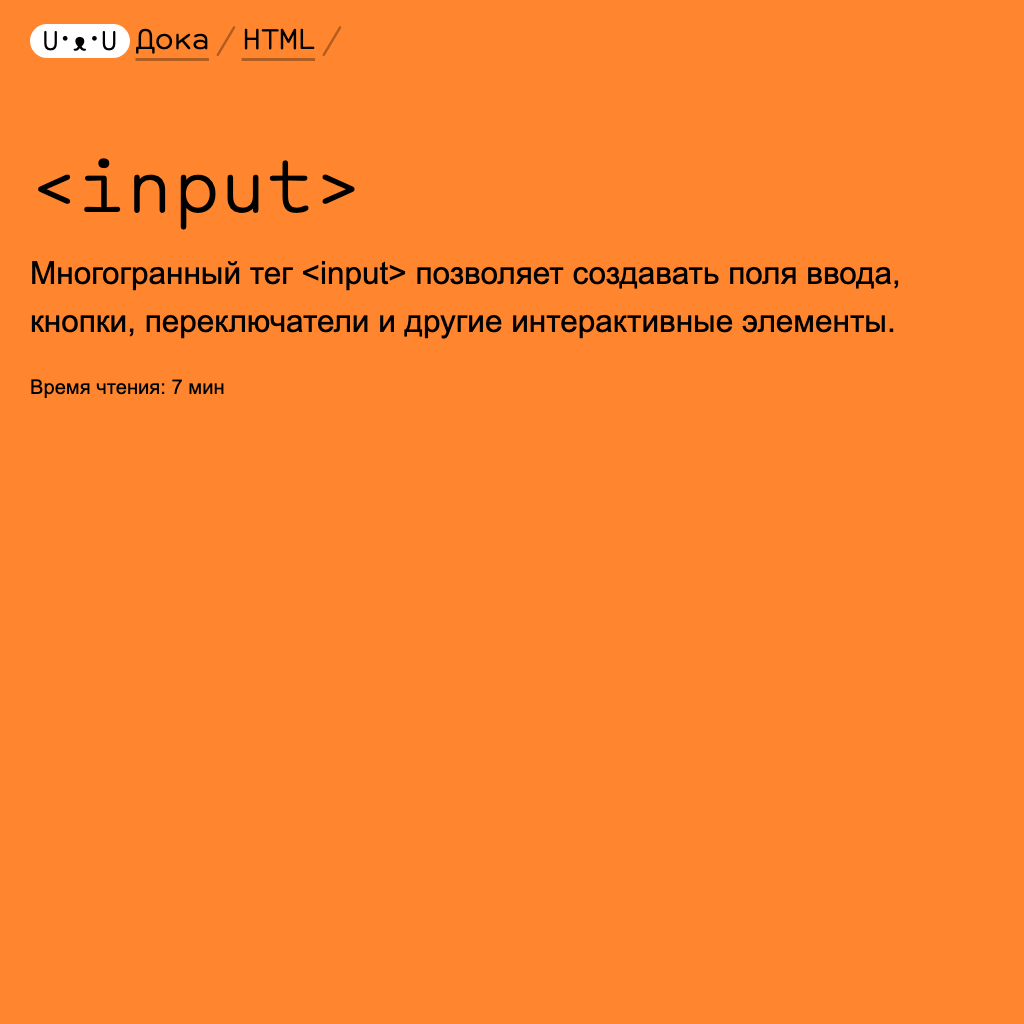 U·ᴥ·U Дока / HTML /
<input>
Многогранный тег <input> позволяет создавать поля ввода,
кнопки, переключатели и другие интерактивные элементы.
Время чтения: 7 мин